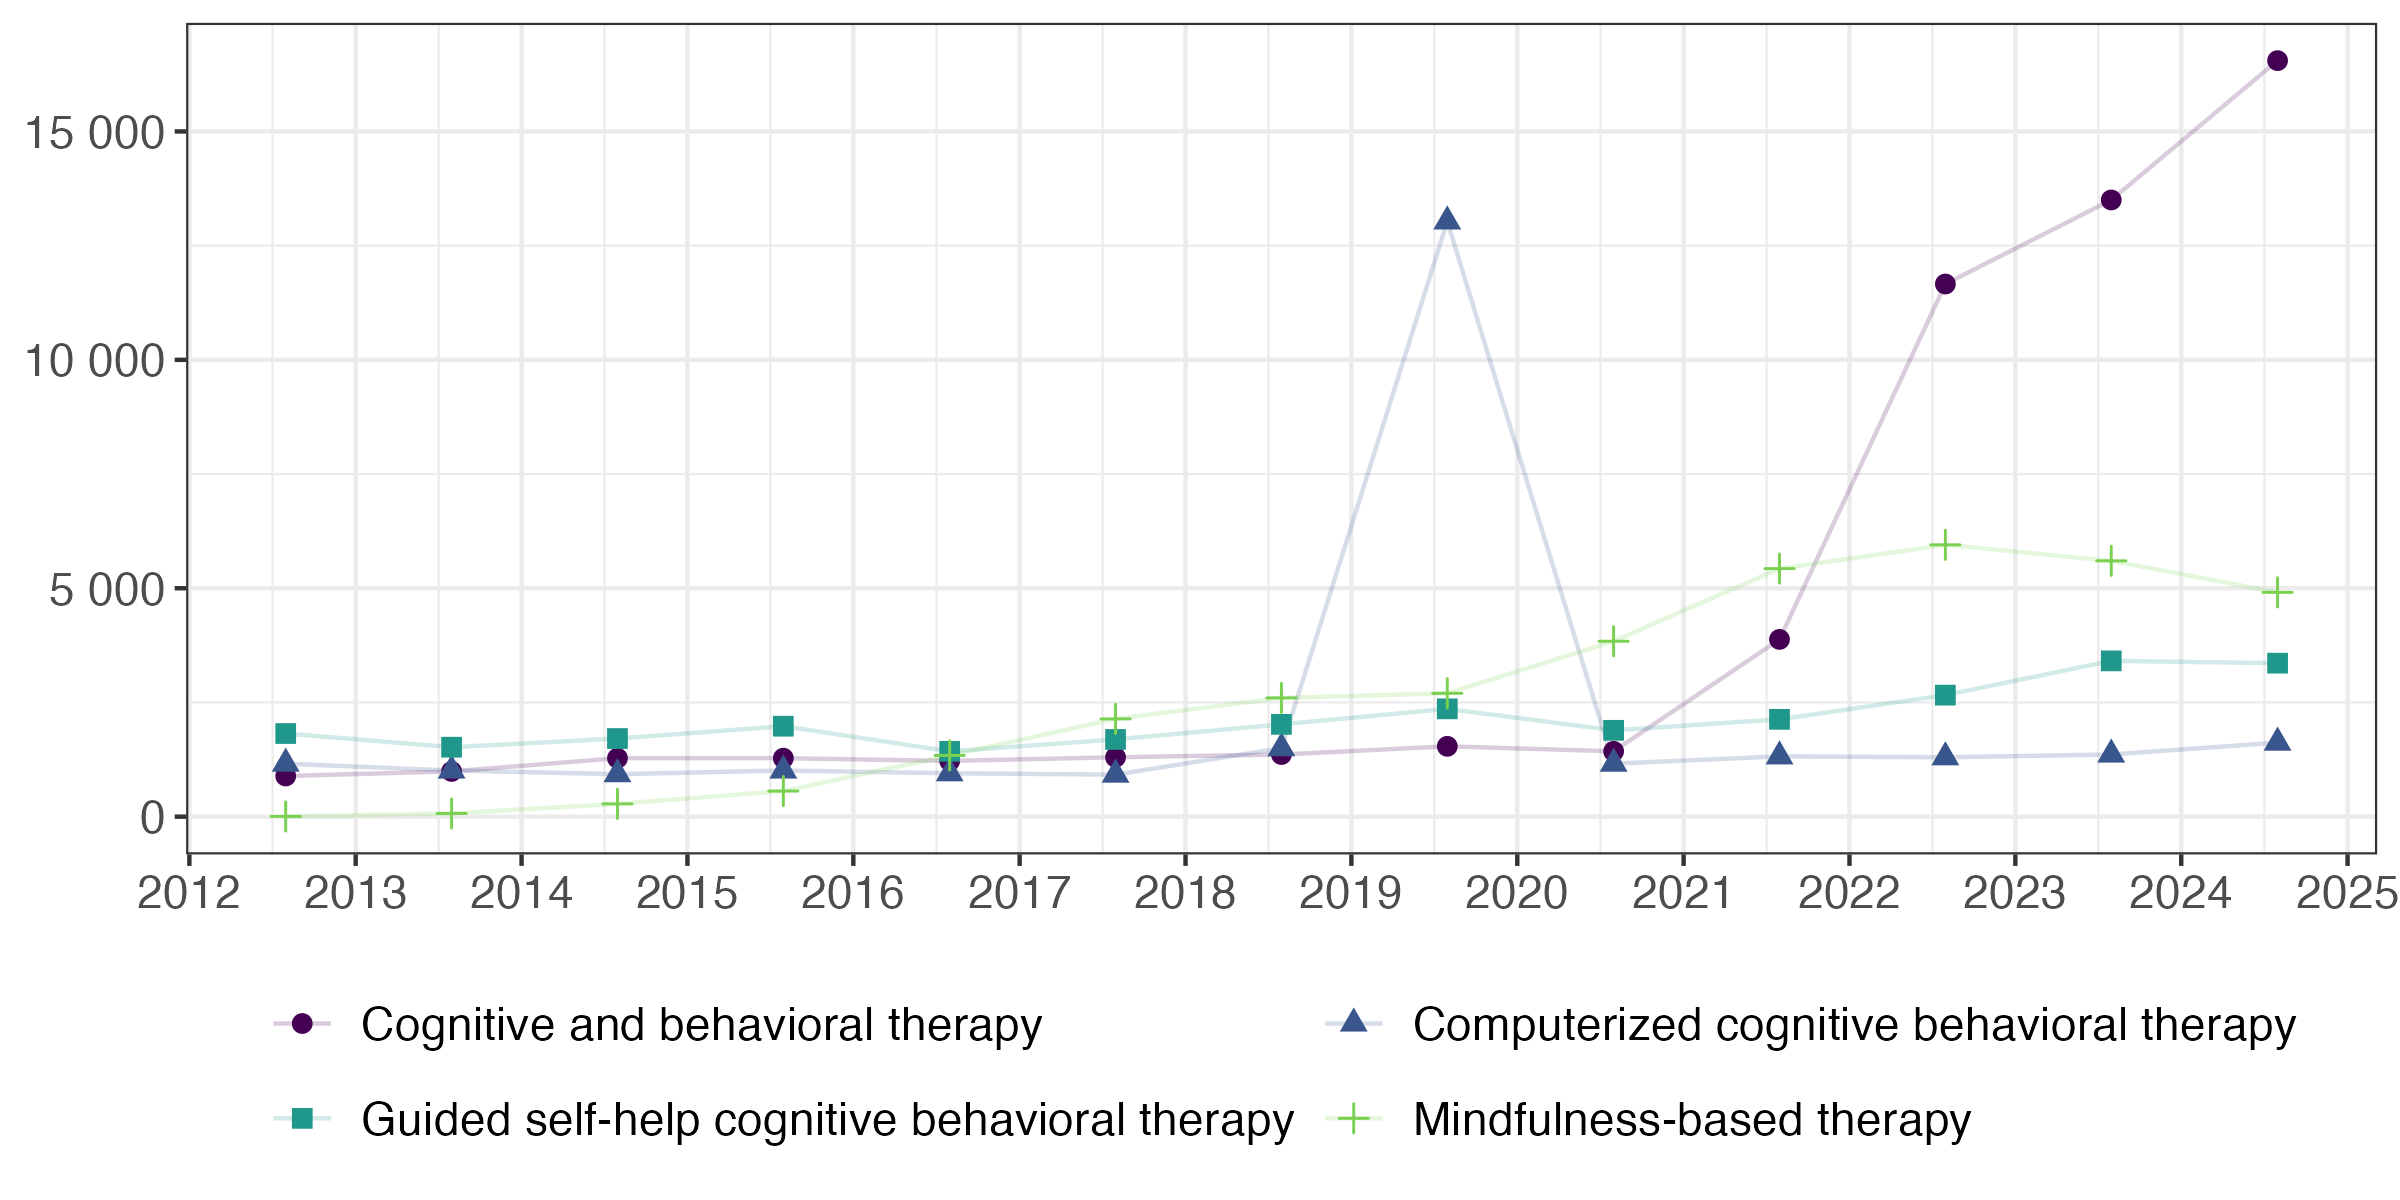 15 000
10 000
5 000
0
2012 2013 2014 2015 2016 2017 2018 2019 2020 2021 2022 2023 2024 2025
Cognitive and behavioral therapy Computerized cognitive behavioral therapy
Guided self-help cognitive behavioral therapy Mindfulness-based therapy